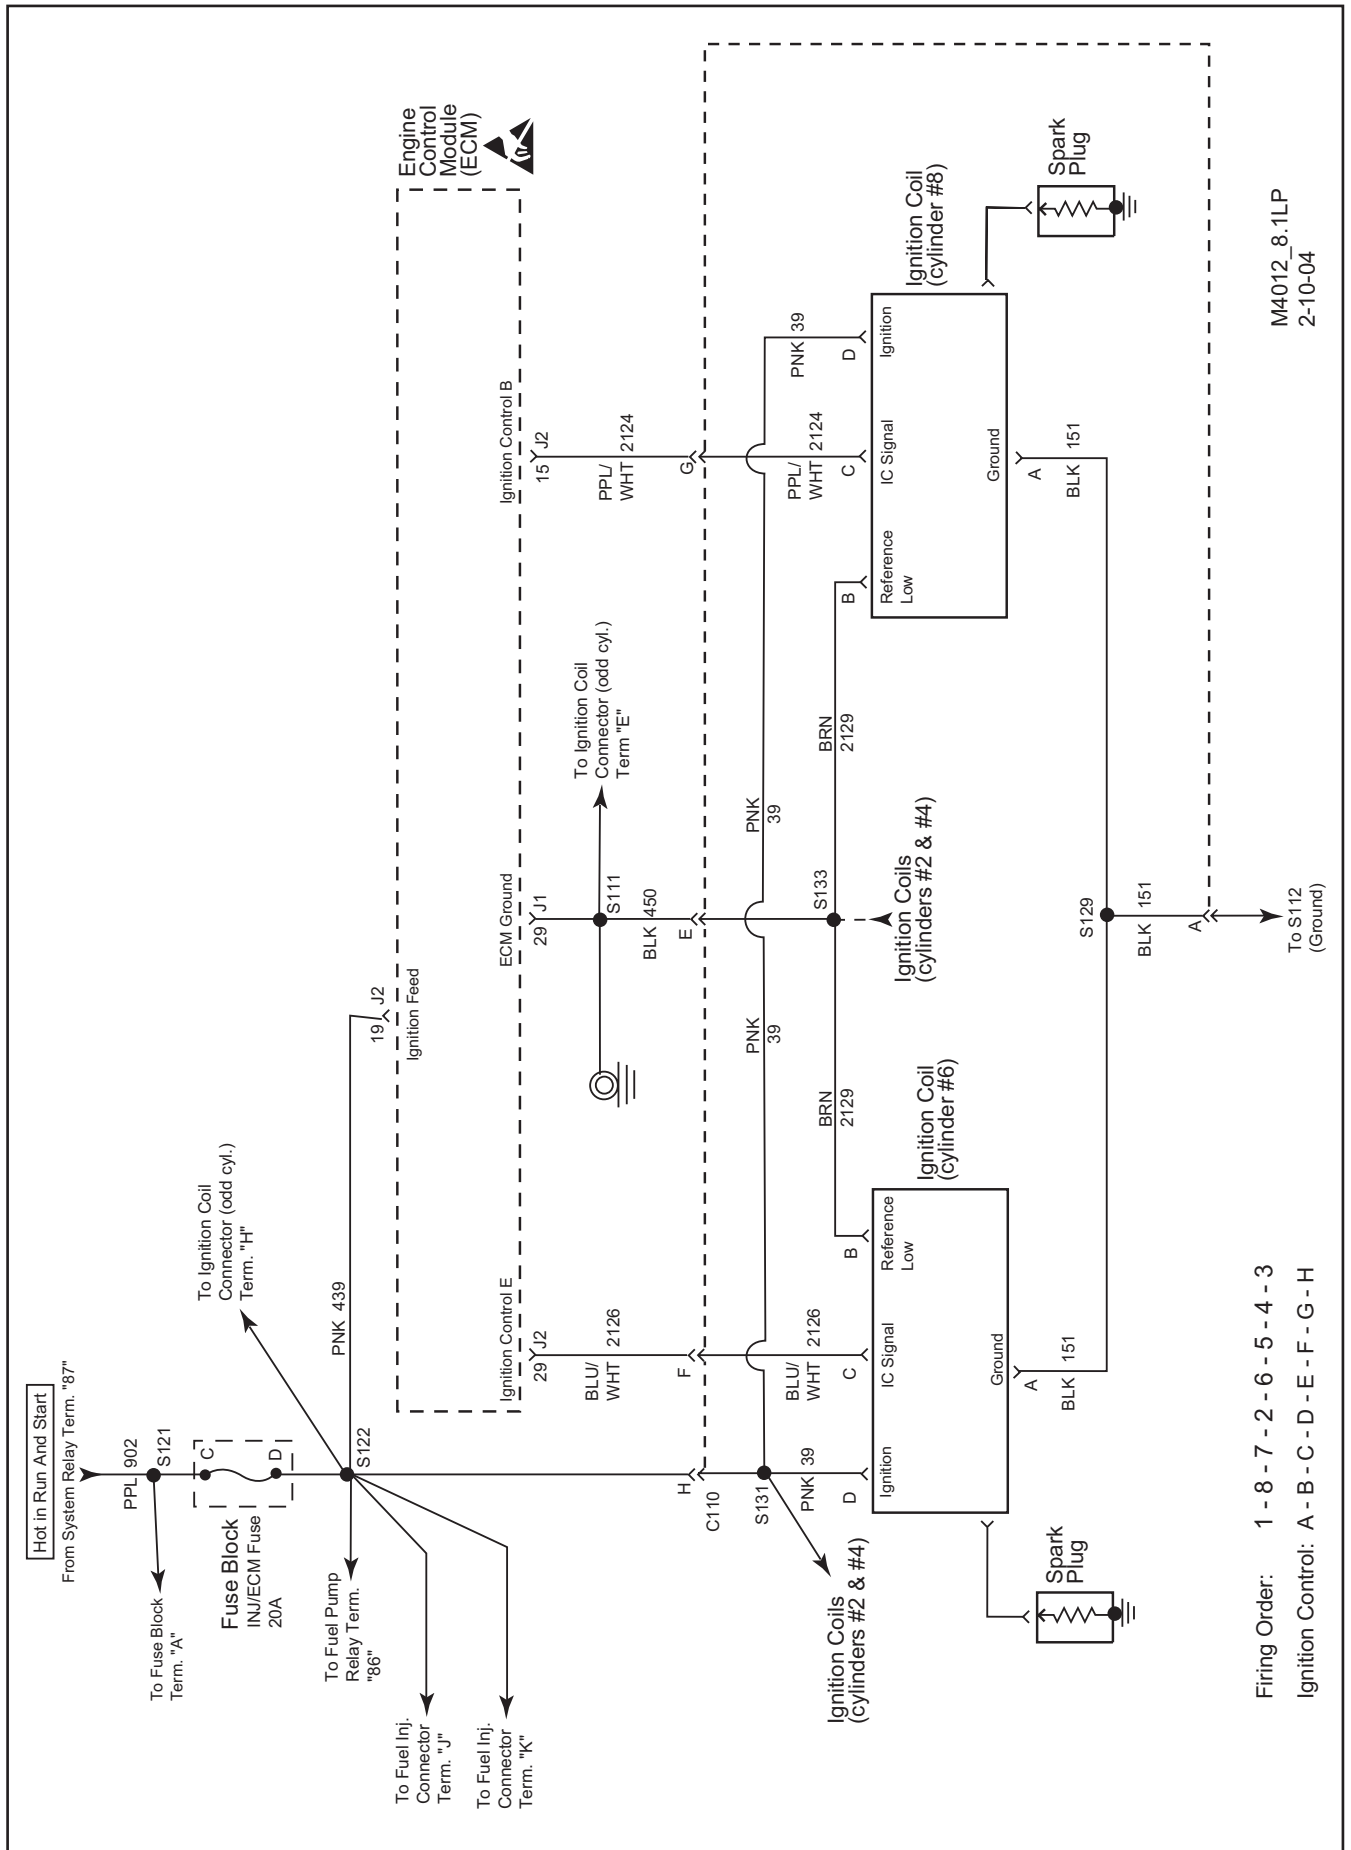 Hot in Run And Start
From System Relay Term. "87"
PPL 902
S121
To Fuse Block
Term. "A"
Fuse Block
INJ/ECM Fuse
20A
C
D
To Ignition Coil
Connector (odd cyl.)
Term. "H"
S122
PNK 439
To Fuel Pump
Relay Term.
"86"
To Fuel Inj.
Connector
Term. "J"
To Fuel Inj.
Connector
Term. "K"
19 J2
Ignition Feed
Engine
Control
Module
(ECM)
Ignition Control E
ECM Ground
Ignition Control B
29 J2
29 J1
15 J2
BLU/
WHT 2126
S111
BLK 450
To Ignition Coil
Connector (odd cyl.)
Term "E"
PPL/
WHT 2124
H
F
E
G
C110
S131
PNK
39
PNK
39
PNK 39
BLU/
WHT 2126
PPL/
WHT 2124
PNK 39
BRN
2129
S133
BRN
2129
Ignition Coils
(cylinders #2 & #4)
Ignition Coils
(cylinders #2 & #4)
D
C
B
B
C
D
Ignition Coil
(cylinder #6)
Ignition
IC Signal
Reference
Low
Ground
Ignition Coil
(cylinder #8)
Reference
Low
IC Signal
Ignition
Ground
Spark
Plug
Spark
Plug
A
BLK 151
A
BLK 151
S129
BLK 151
A
To S112
(Ground)
Firing Order: 1 - 8 - 7 - 2 - 6 - 5 - 4 - 3
Ignition Control: A - B - C - D - E - F - G - H
M4012_8.1LP
2-10-04